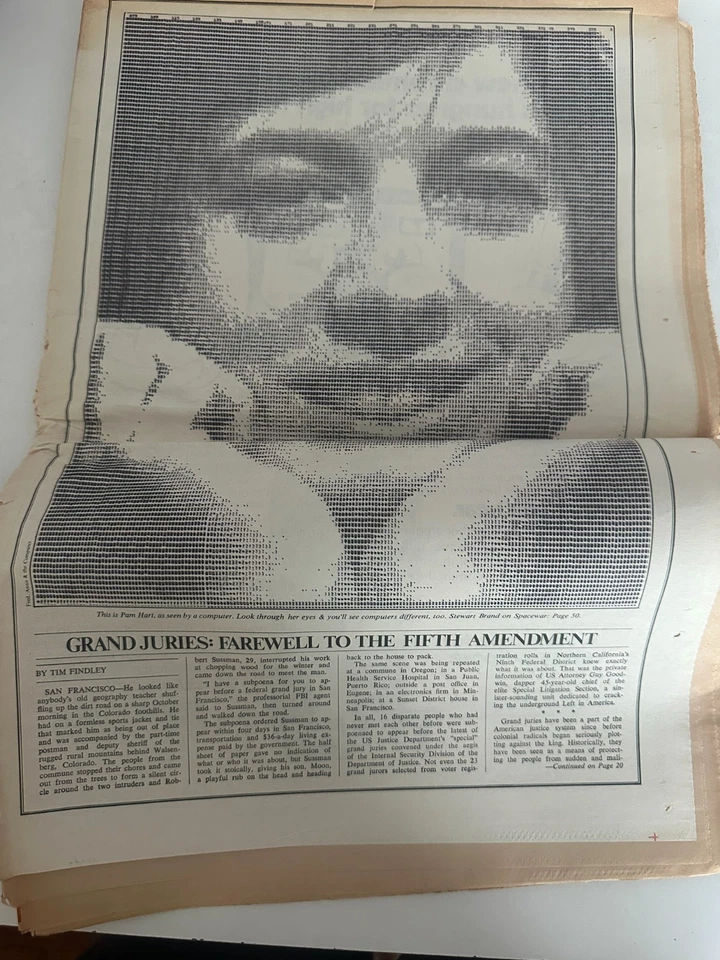 This is Pam Hart, as seen by a computer. Look through her eyes & you'll see computers different, too. Stewart Brand on Spacewar: Page 50.
GRAND JURIES: FAREWELL TO THE FIFTH AMENDMENT
BY TIM FINDLEY
SAN FRANCISCO—He looked like
anybody's old geography teacher shuf-
fling up the dirt road on a sharp October
morning in the Colorado foothills. He
had on a formless sports jacket and tie
that marked him as being out of place
and was accompanied by the part-time
postman and deputy sheriff of the
rugged rural mountains behind Walsen-
berg, Colorado. The people from the
commune stopped their chores and came
out from the trees to form a silent cir-
cle around the two intruders and Rob-
bert Sussman, 29, interrupted his work
at chopping wood for the winter and
came down the road to meet the man.
"I have a subpoena for you to ap-
pear before a federal grand jury in San
Francisco," the professorial FBI agent
said to Sussman, then turned around
and walked down the road.
The subpoena ordered Sussman to ap-
pear within four days in San Francisco,
transportation and $36-a-day living ex-
pense paid by the government. The half
sheet of paper gave no indication of
what or who it was about, but Sussman
took it stoically, giving his son, Moon,
a playful rub on the head and heading
back to the house to pack.
The same scene was being repeated
at a commune in Oregon; in a Public
Health Service Hospital in San Juan,
Puerto Rico; outside a post office in
Eugene; in an electronics firm in Min-
neapolis; at a Sunset district house in
San Francisco.
In all, 16 disparate people who had
never met each other before were sub-
poenaed to appear before the latest of
the US Justice Department's "special"
grand juries convened under the aegis
of the Internal Security Division of the
Department of Justice. Not even the 23
grand jurors selected from voter regis-
tration rolls in Northern California's
Ninth Federal District knew exactly
what it was about. That was the private
information of US Attorney Guy Good-
win, dapper 45-year-old chief of the
elite Special Litigation Section, a sin-
ister-sounding unit dedicated to crack-
ing the underground Left in America.
* * *
Grand juries have been a part of the
American justice system since before
colonial radicals began seriously plot-
ting against the king. Historically, they
have been seen as a means of protect-
ing the people from sudden and mali-
—Continued on Page 20